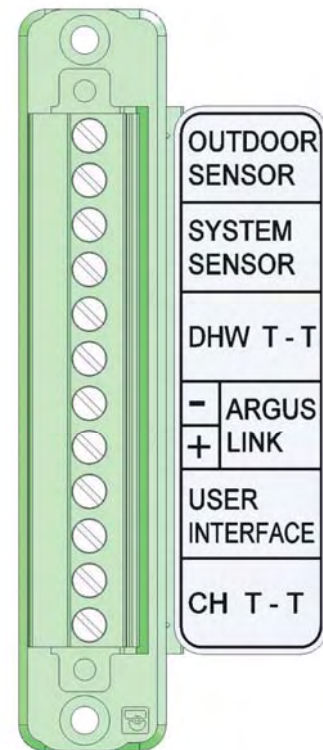 OUTDOOR
SENSOR
SYSTEM
SENSOR
DHW T - T
- ARGUS
+ LINK
USER
INTERFACE
CH T - T